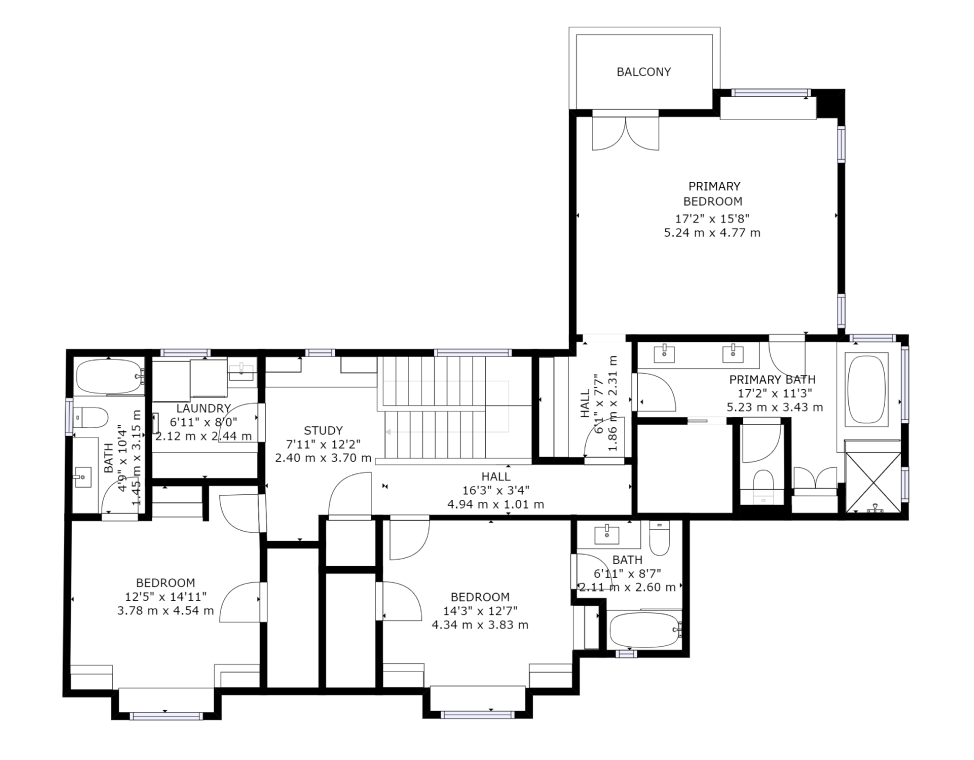 BALCONY
PRIMARY
BEDROOM
17'2" x 15'8"
5.24 m x 4.77 m
HALL
6'1" x 7'7"
1.86 m x 2.31 m
PRIMARY BATH
17'2" x 11'3"
5.23 m x 3.43 m
LAUNDRY
6'11" x 8'0"
2.12 m x 2.44 m
BATH
4'9" x 10'4"
1.45 m x 3.15 m
STUDY
7'11" x 12'2"
2.40 m x 3.70 m
HALL
16'3" x 3'4"
4.94 m x 1.01 m
BEDROOM
12'5" x 14'11"
3.78 m x 4.54 m
BEDROOM
14'3" x 12'7"
4.34 m x 3.83 m
BATH
6'11" x 8'7"
2.11 m x 2.60 m